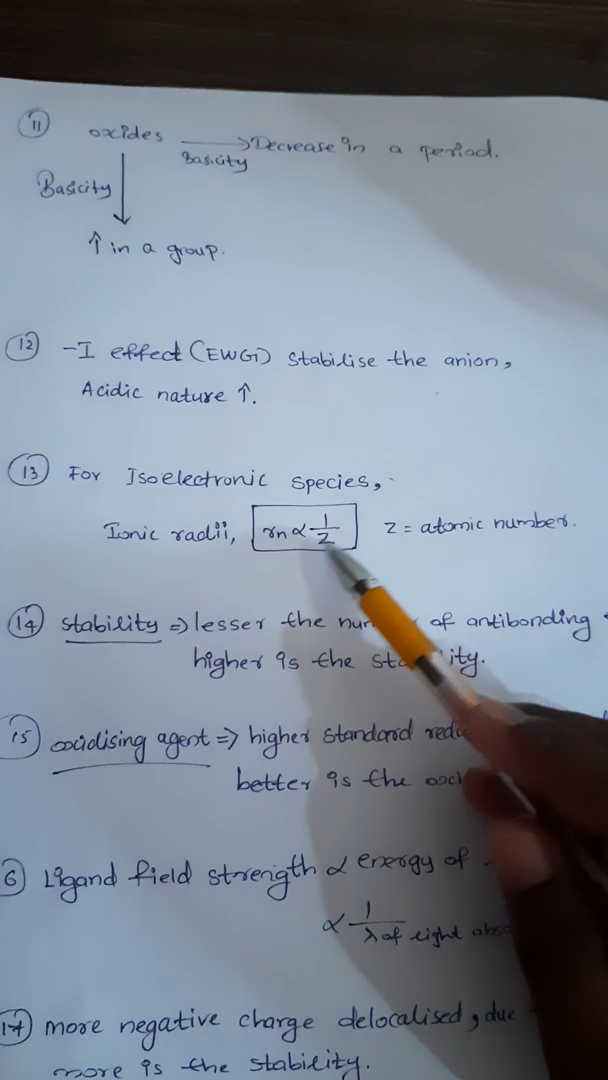 11 oxides → Decrease in a period.
Basicity
Basicity ↓
↑ in a group.
12 -I effect (EWG) Stabilise the anion,
Acidic nature ↑.
13 For Isoelectronic species,
Ionic radii, rn ∝ 1/Z Z = atomic number.
14 stability ⇒ lesser the of antibonding
higher is the
15 oxidising agent ⇒ higher standard
better is the
6 Ligand field strength ∝ energy of
∝ 1/λ of light
17 more negative charge delocalised,
more is the stability.